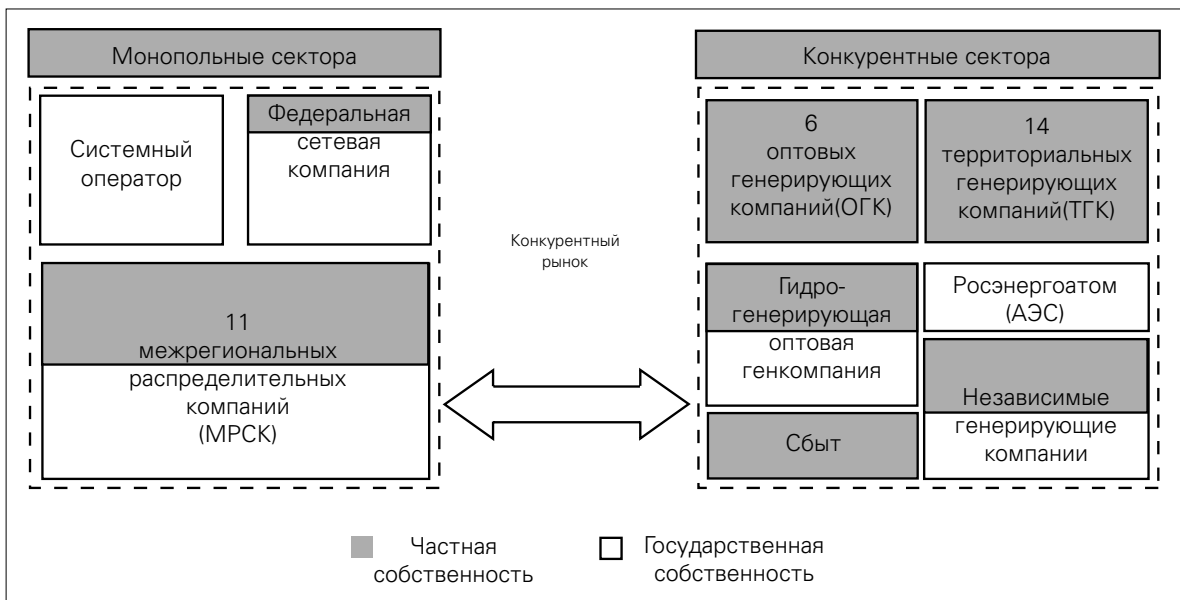 Монопольные сектора
Системный
оператор
Федеральная
сетевая
компания
11
межрегиональных
распределительных
компаний
(МРСК)
Конкурентный
рынок
Конкурентные сектора
6
оптовых
генерирующих
компаний(ОГК)
14
территориальных
генерирующих
компаний(ТГК)
Гидро-
генерирующая
оптовая
генкомпания
Росэнергоатом
(АЭС)
Сбыт
Независимые
генерирующие
компании
Частная
собственность
Государственная
собственность